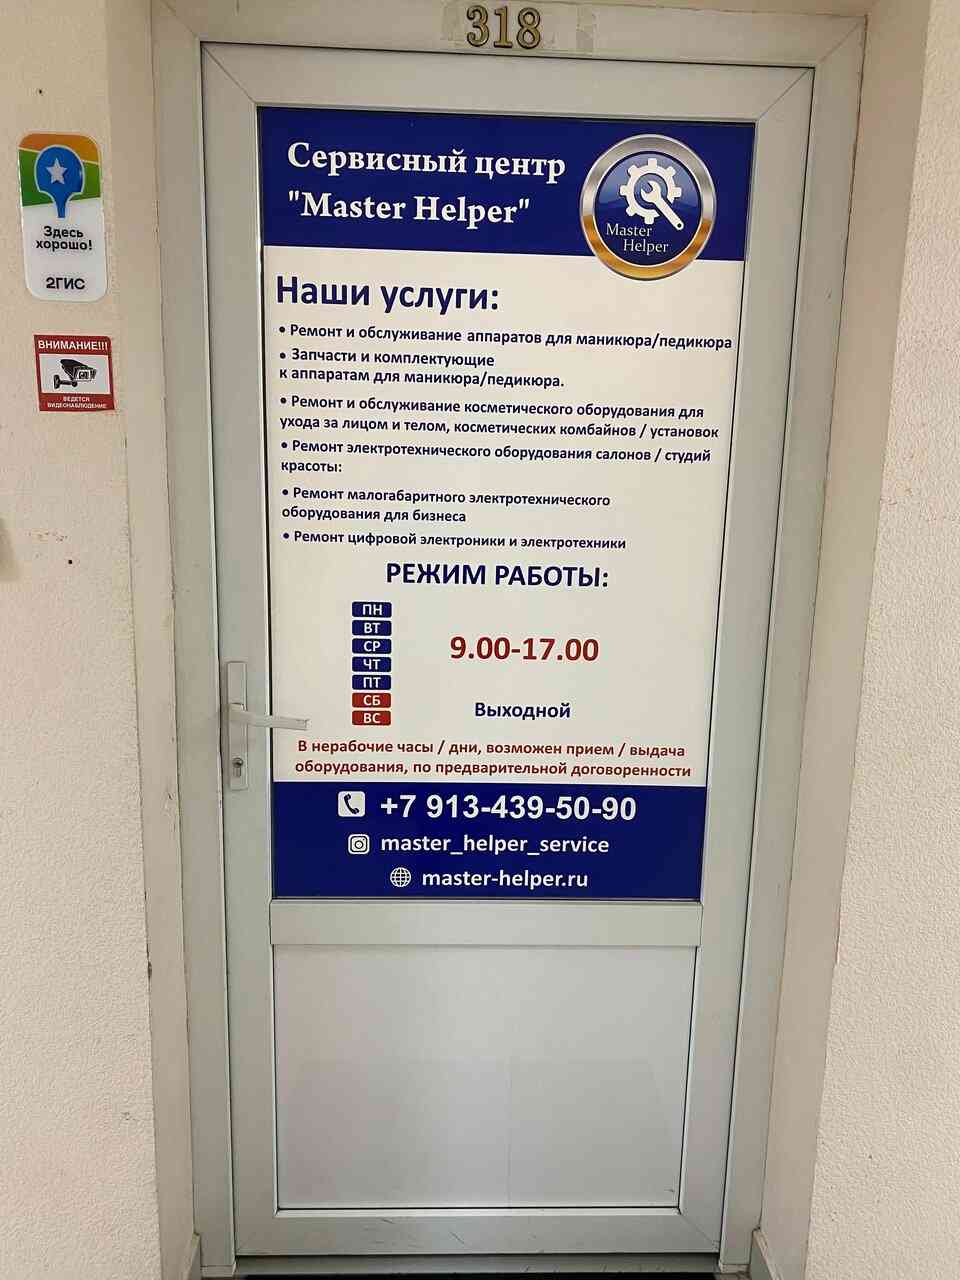 318
Сервисный центр
"Master Helper"
Master
Helper
Здесь
хорошо!
2ГИС
ВНИМАНИЕ!!!
ВЕДЕТСЯ
ВИДЕОНАБЛЮДЕНИЕ
Наши услуги:
• Ремонт и обслуживание аппаратов для маникюра/педикюра
• Запчасти и комплектующие
к аппаратам для маникюра/педикюра.
• Ремонт и обслуживание косметического оборудования для
ухода за лицом и телом, косметических комбайнов / установок
• Ремонт электротехнического оборудования салонов / студий
красоты:
• Ремонт малогабаритного электротехнического
оборудования для бизнеса
• Ремонт цифровой электроники и электротехники
РЕЖИМ РАБОТЫ:
ПН
ВТ
СР
ЧТ
ПТ
СБ
ВС
9.00-17.00
Выходной
В нерабочие часы / дни, возможен прием / выдача
оборудования, по предварительной договоренности
+7 913-439-50-90
master_helper_service
master-helper.ru